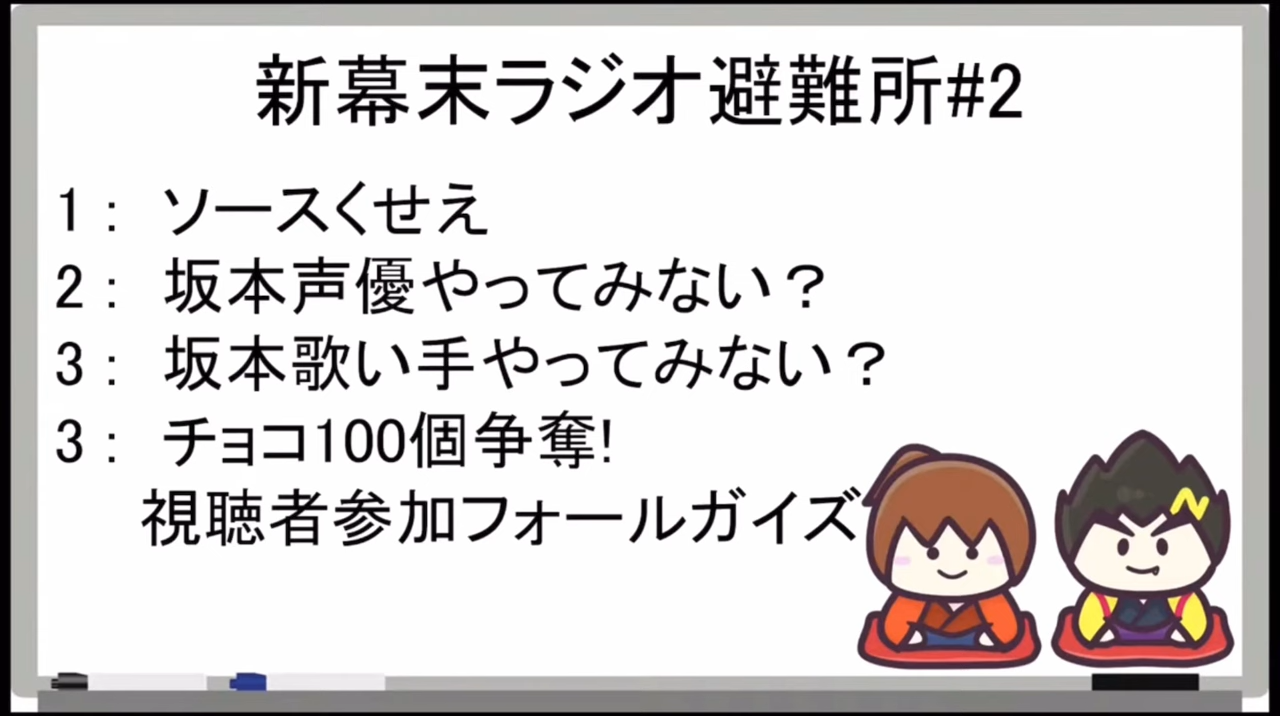 新幕末ラジオ避難所#2
1： ソースくせえ
2： 坂本声優やってみない？
3： 坂本歌い手やってみない？
3： チョコ100個争奪!
視聴者参加フォールガイズ
N